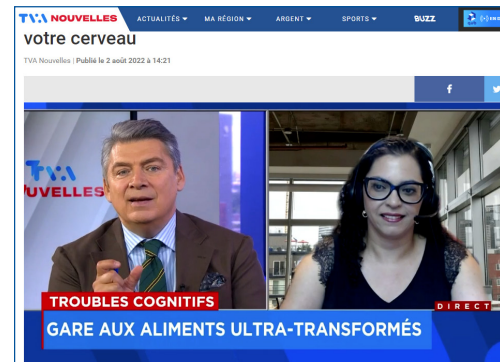 TVA NOUVELLES ACTUALITÉS MA RÉGION ARGENT SPORTS BUZZ
votre cerveau
TVA Nouvelles | Publié le 2 août 2022 à 14:21
f
TVA
UVELLES
TROUBLES COGNITIFS
DIRECT
GARE AUX ALIMENTS ULTRA-TRANSFORMÉS